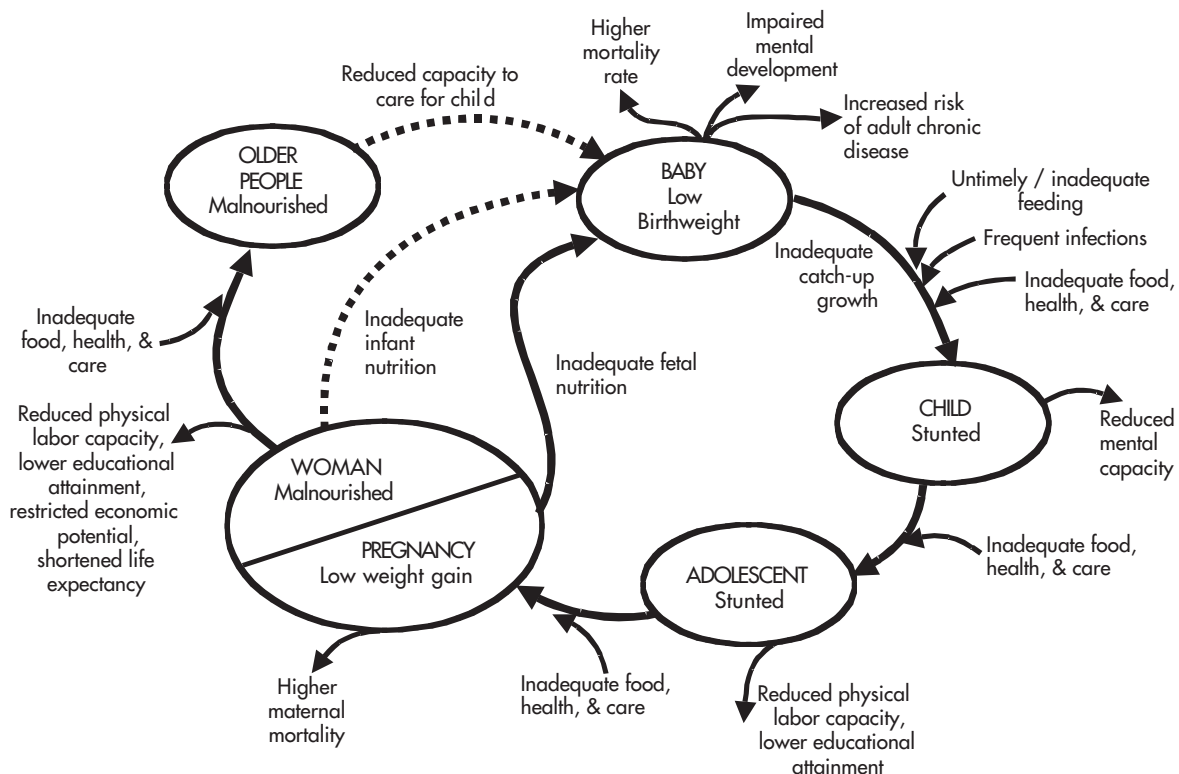 Higher
mortality
rate
Impaired
mental
development
Increased risk
of adult chronic
disease
Reduced capacity to
care for child
OLDER
PEOPLE
Malnourished
BABY
Low
Birthweight
Untimely / inadequate
feeding
Frequent infections
Inadequate food,
health, & care
Inadequate
catch-up
growth
Inadequate
food, health, &
care
Inadequate
infant
nutrition
Inadequate fetal
nutrition
CHILD
Stunted
Reduced
mental
capacity
Reduced physical
labor capacity,
lower educational
attainment,
restricted economic
potential,
shortened life
expectancy
WOMAN
Malnourished
PREGNANCY
Low weight gain
ADOLESCENT
Stunted
Inadequate food,
health, & care
Higher
maternal
mortality
Inadequate food,
health, & care
Reduced physical
labor capacity,
lower educational
attainment